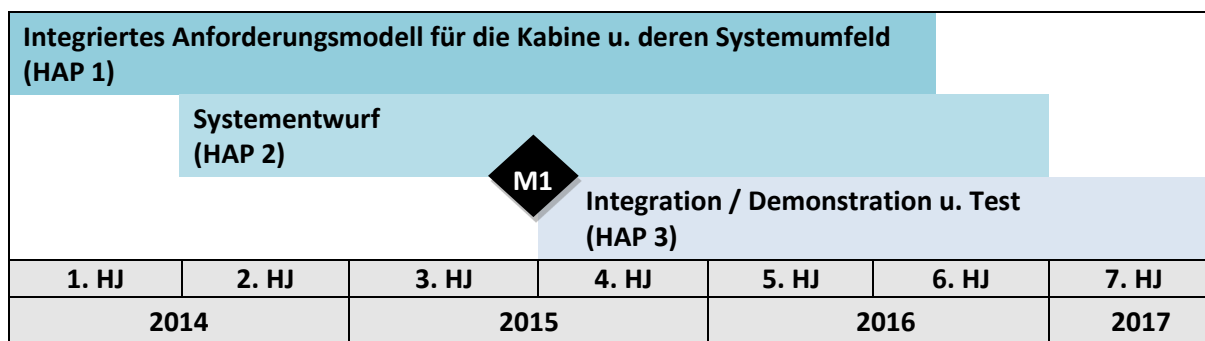 Integriertes Anforderungsmodell für die Kabine u. deren Systemumfeld
(HAP 1)
Systementwurf
(HAP 2)
M1
Integration / Demonstration u. Test
(HAP 3)
1. HJ 2. HJ 3. HJ 4. HJ 5. HJ 6. HJ 7. HJ
2014 2015 2016 2017